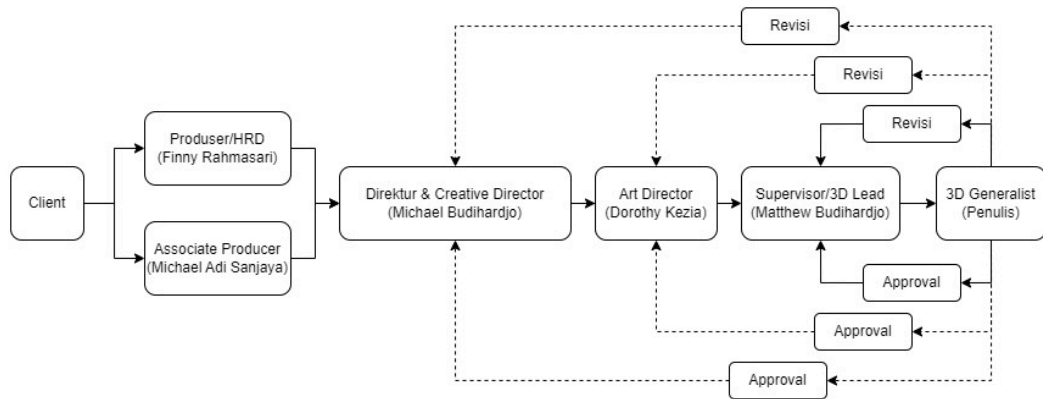 Revisi
Revisi
Revisi
Produser/HRD
(Finny Rahmasari)
Client
Direktur & Creative Director
(Michael Budihardjo)
Art Director
(Dorothy Kezia)
Supervisor/3D Lead
(Matthew Budihardjo)
3D Generalist
(Penulis)
Associate Producer
(Michael Adi Sanjaya)
Approval
Approval
Approval